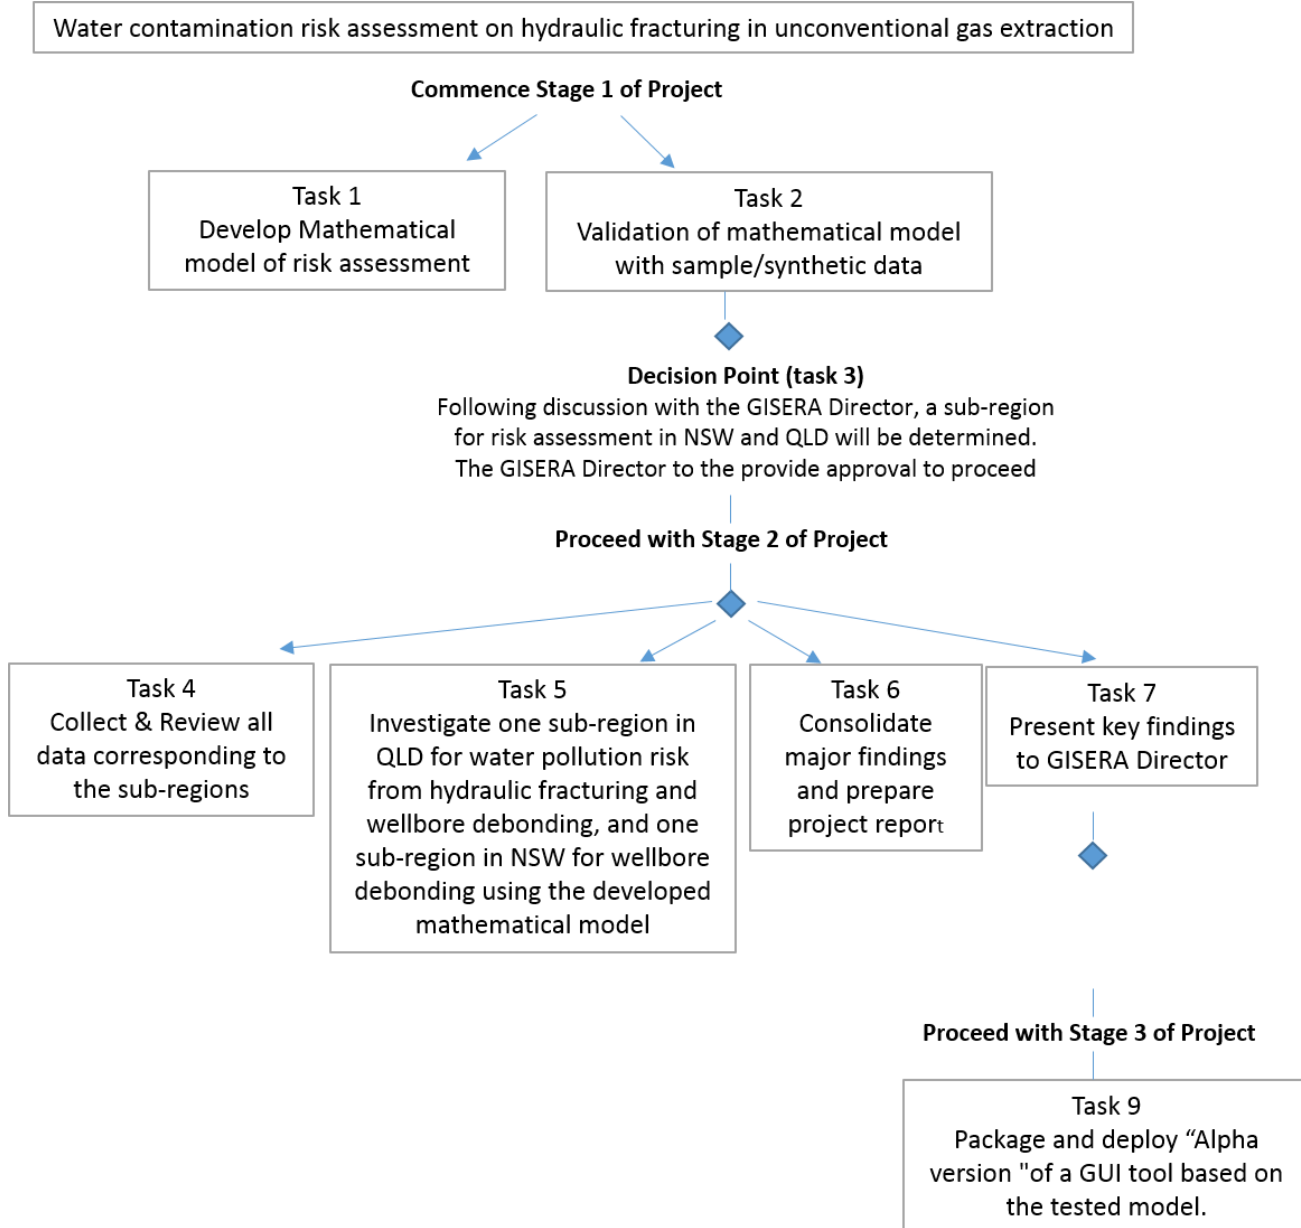 Water contamination risk assessment on hydraulic fracturing in unconventional gas extraction
Commence Stage 1 of Project
Task 1
Develop Mathematical
model of risk assessment
Task 2
Validation of mathematical model
with sample/synthetic data
Decision Point (task 3)
Following discussion with the GISERA Director, a sub-region
for risk assessment in NSW and QLD will be determined.
The GISERA Director to the provide approval to proceed
Proceed with Stage 2 of Project
Task 4
Collect & Review all
data corresponding to
the sub-regions
Task 5
Investigate one sub-region in
QLD for water pollution risk
from hydraulic fracturing and
wellbore debonding, and one
sub-region in NSW for wellbore
debonding using the developed
mathematical model
Task 6
Consolidate
major findings
and prepare
project report
Task 7
Present key findings
to GISERA Director
Proceed with Stage 3 of Project
Task 9
Package and deploy “Alpha
version "of a GUI tool based on
the tested model.